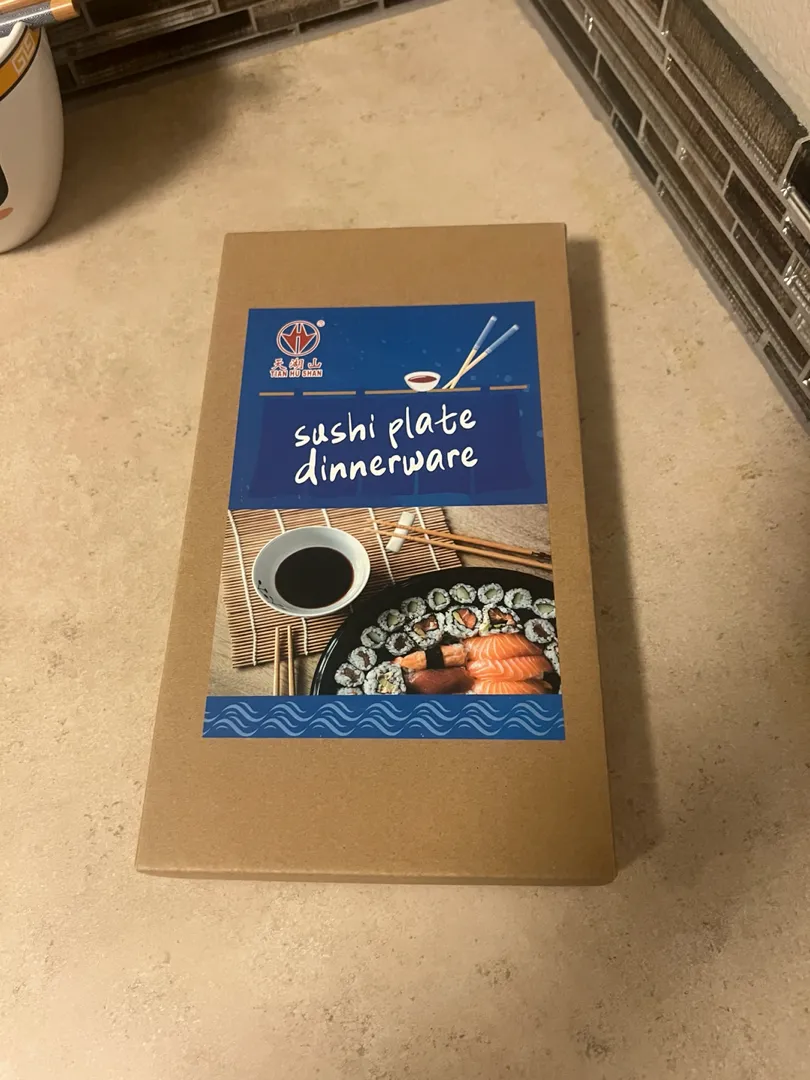 ®
天湖山
TIAN HU SHAN
sushi plate
dinnerware